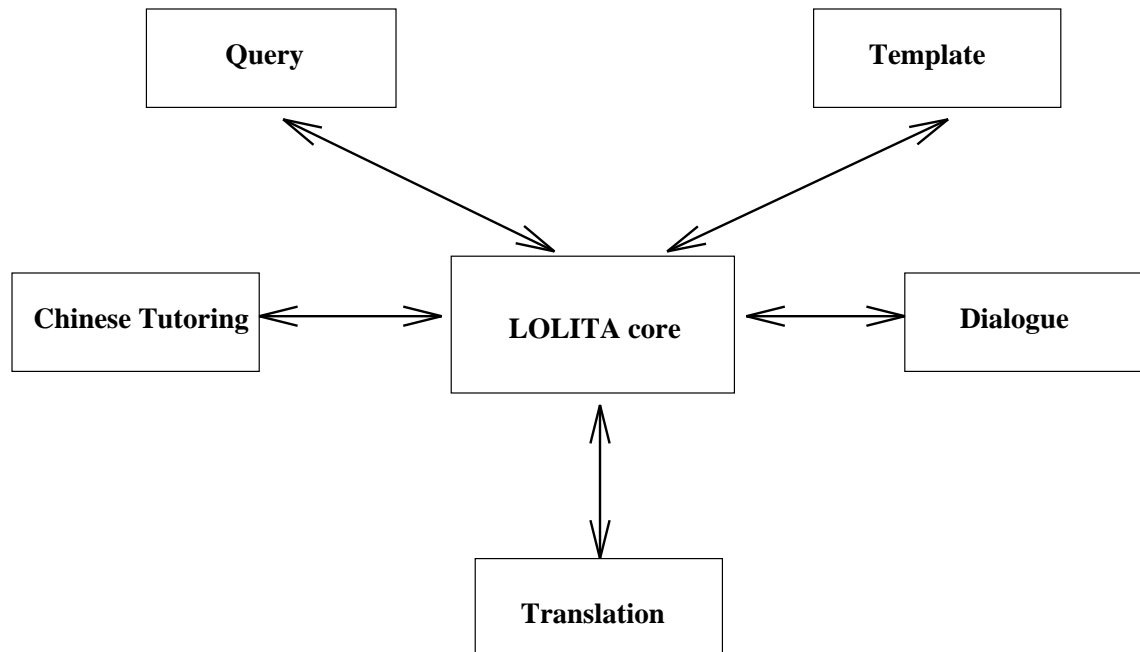 Query
Template
Chinese Tutoring
LOLITA core
Dialogue
Translation